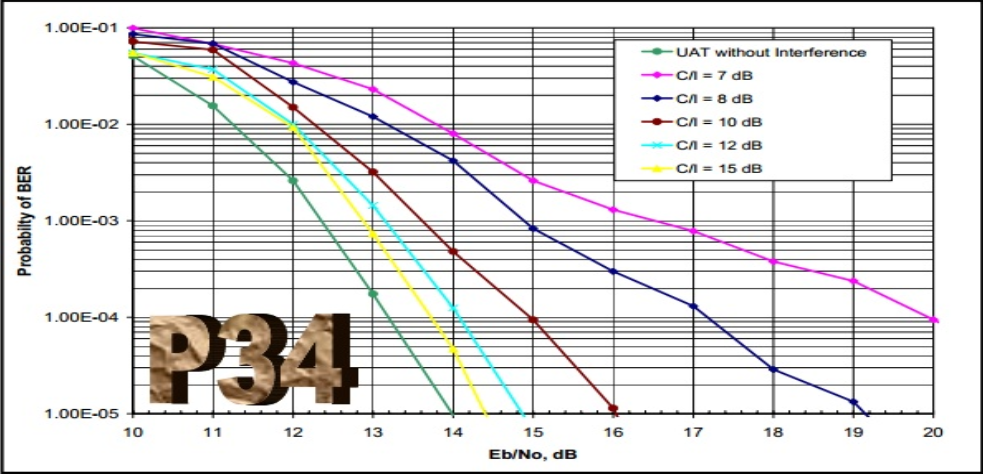 1.00E-01
1.00E-02
1.00E-03
1.00E-04
1.00E-05
Probabilty of BER
UAT without Interference
C/I = 7 dB
C/I = 8 dB
C/I = 10 dB
C/I = 12 dB
C/I = 15 dB
P34
10 11 12 13 14 15 16 17 18 19 20
Eb/No, dB